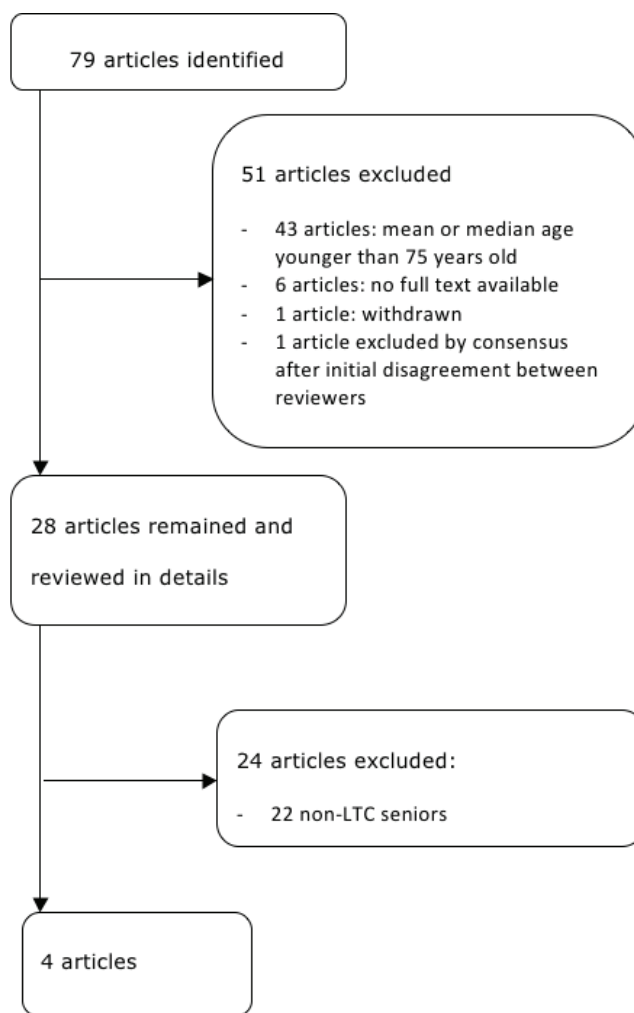 79 articles identified
51 articles excluded
- 43 articles: mean or median age
younger than 75 years old
- 6 articles: no full text available
- 1 article: withdrawn
- 1 article excluded by consensus
after initial disagreement between
reviewers
28 articles remained and
reviewed in details
24 articles excluded:
- 22 non-LTC seniors
4 articles